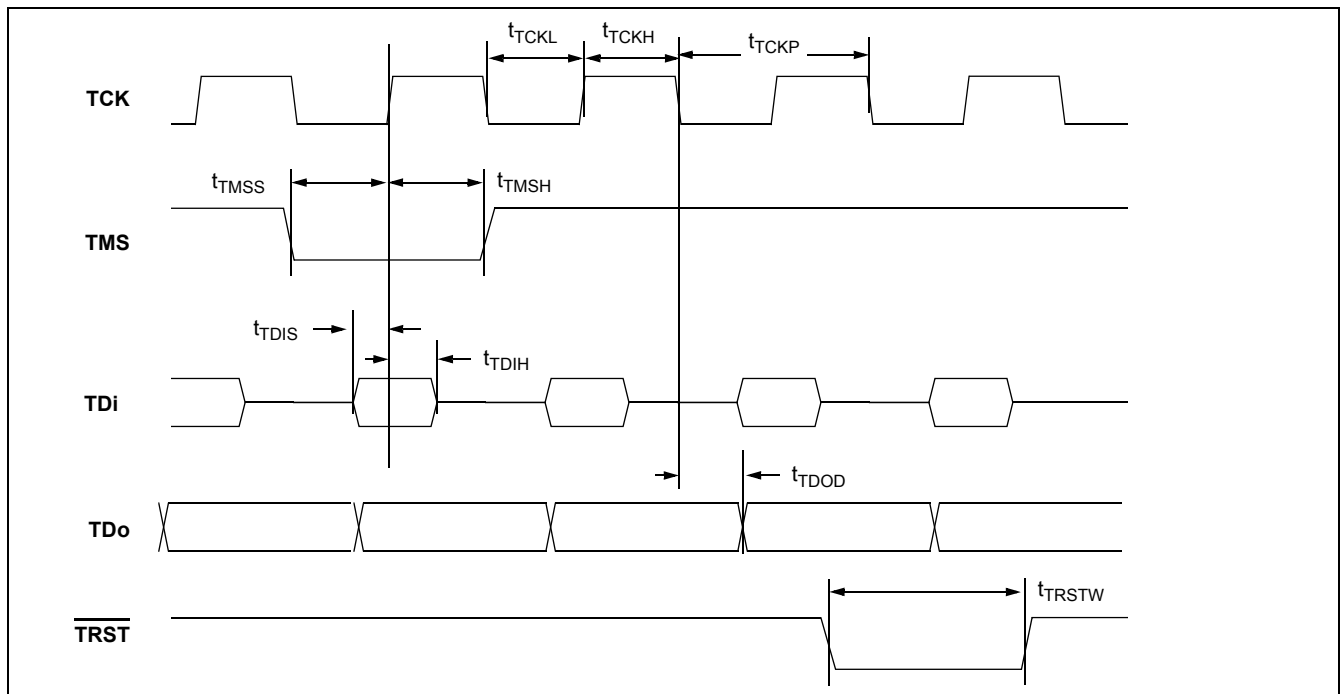 tTCKL tTCKH tTCKP
TCK
tTMSS tTMSH
TMS
tTDIS
tTDIH
TDi
tTDOD
TDo
tTRSTW
TRST